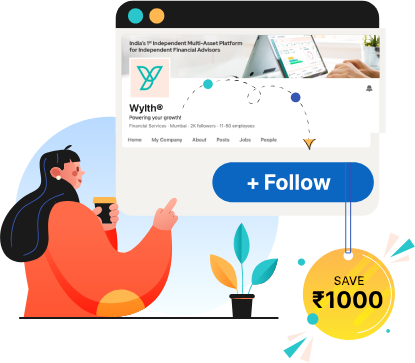 India's 1st Independent Multi-Asset Platform
for Independent Financial Advisors
Wylth®
Powering your growth!
Financial Services · Mumbai · 2K followers · 11-50 employees
Home My Company About Posts Jobs People
+ Follow
SAVE
₹1000